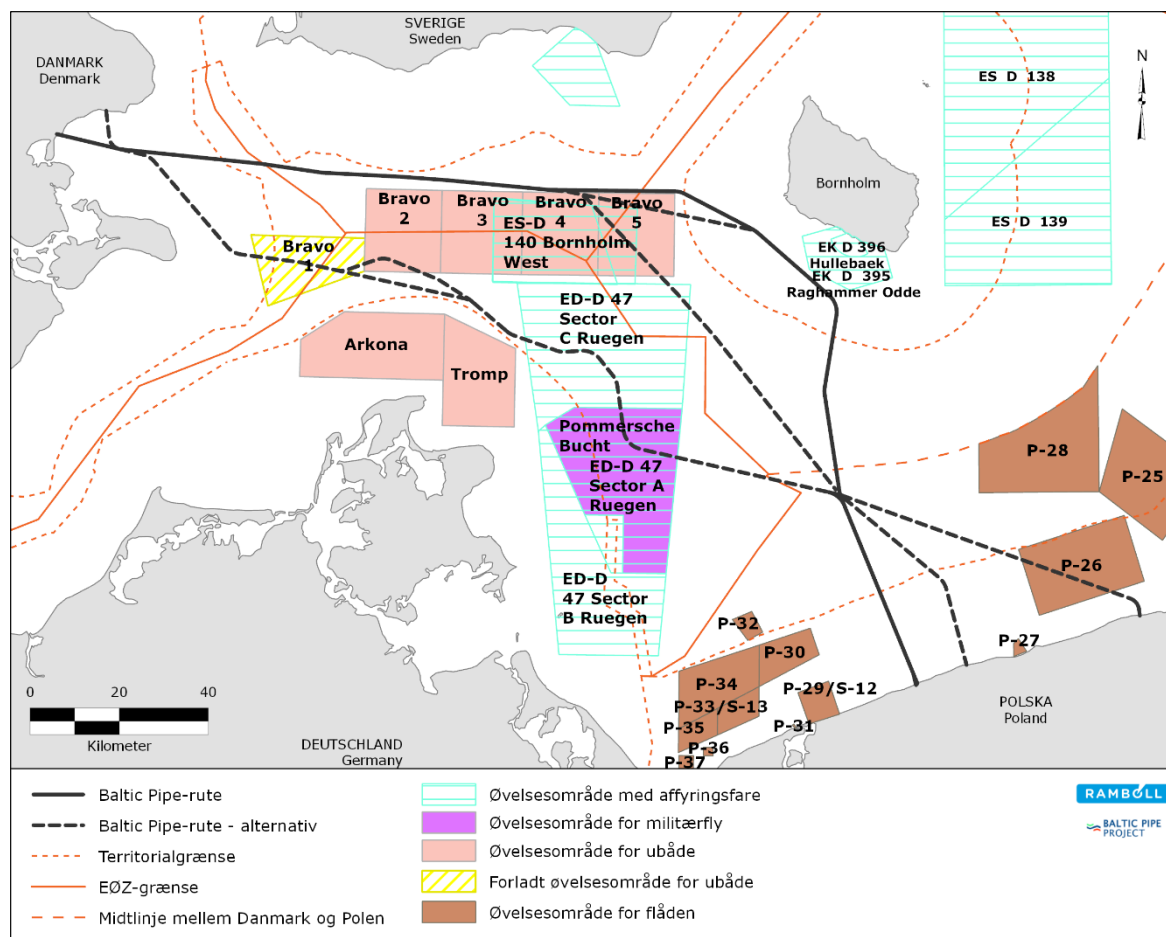 SVERIGE
Sweden
DANMARK
Denmark
ES D 138
N
Bornholm
Bravo
2
Bravo
3
Bravo
4
Bravo
5
ES-D
140 Bornholm
West
ES D 139
Bravo
1
EK D 396
Hullebaek
EK D 395
Raghammer Odde
ED-D 47
Sector
C Ruegen
Arkona
Tromp
Pommersche
Bucht
ED-D 47
Sector A
Ruegen
P-28
P-25
P-26
ED-D
47 Sector
B Ruegen
P-32
P-30
P-27
P-34
P-29/S-12
P-33/S-13
P-31
P-35
P-36
P-37
POLSKA
Poland
0 20 40
Kilometer
DEUTSCHLAND
Germany
Baltic Pipe-rute
Baltic Pipe-rute - alternativ
Territorialgrænse
EØZ-grænse
Midtlinje mellem Danmark og Polen
Øvelsesområde med affyringsfare
Øvelsesområde for militærfly
Øvelsesområde for ubåde
Forladt øvelsesområde for ubåde
Øvelsesområde for flåden
RAMBOLL
BALTIC PIPE
PROJECT